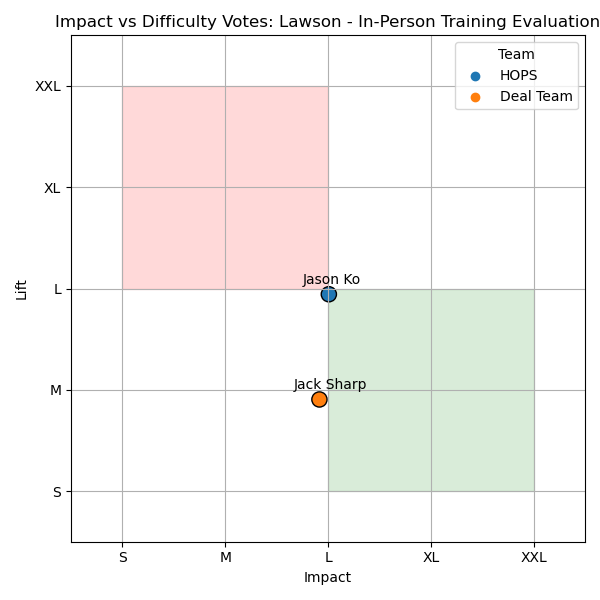 Impact vs Difficulty Votes: Lawson - In-Person Training Evaluation
Team
HOPS
Deal Team
XXL
XL
L
M
S
Lift
Jason Ko
Jack Sharp
S
M
L
XL
XXL
Impact